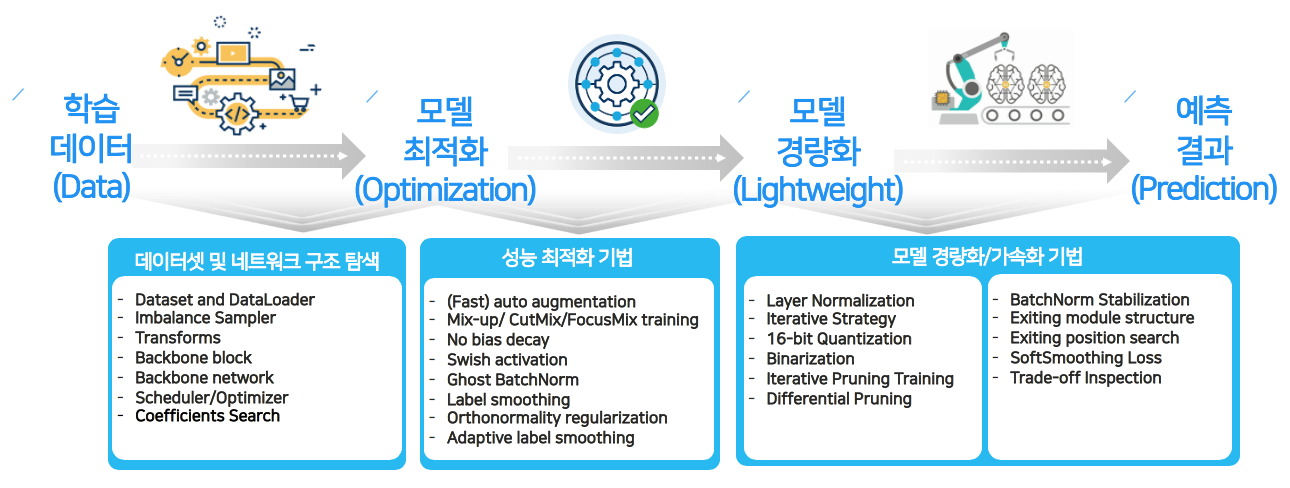 학습
데이터
(Data)
모델
최적화
(Optimization)
모델
경량화
(Lightweight)
예측
결과
(Prediction)
데이터셋 및 네트워크 구조 탐색
- Dataset and DataLoader
- Imbalance Sampler
- Transforms
- Backbone block
- Backbone network
- Scheduler/Optimizer
- Coefficients Search
성능 최적화 기법
- (Fast) auto augmentation
- Mix-up/ CutMix/FocusMix training
- No bias decay
- Swish activation
- Ghost BatchNorm
- Label smoothing
- Orthonormality regularization
- Adaptive label smoothing
모델 경량화/가속화 기법
- Layer Normalization
- Iterative Strategy
- 16-bit Quantization
- Binarization
- Iterative Pruning Training
- Differential Pruning
- BatchNorm Stabilization
- Exiting module structure
- Exiting position search
- SoftSmoothing Loss
- Trade-off Inspection